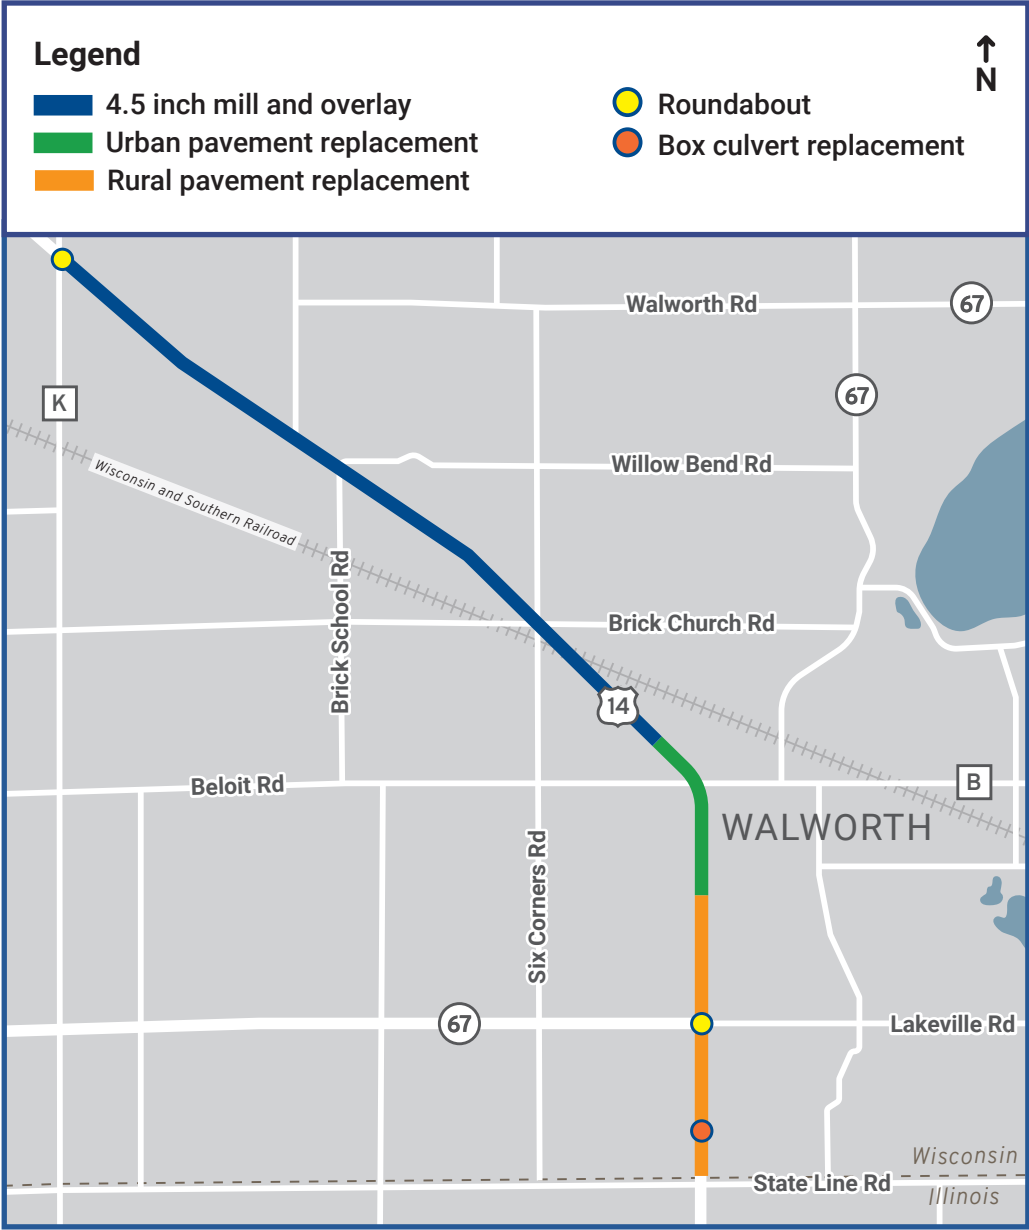 Legend
N
4.5 inch mill and overlay
Roundabout
Urban pavement replacement
Box culvert replacement
Rural pavement replacement
Walworth Rd
67
67
K
Willow Bend Rd
Wisconsin and Southern Railroad
Brick School Rd
Brick Church Rd
14
Beloit Rd
B
WALWORTH
Six Corners Rd
67
Lakeville Rd
Wisconsin
State Line Rd
Illinois